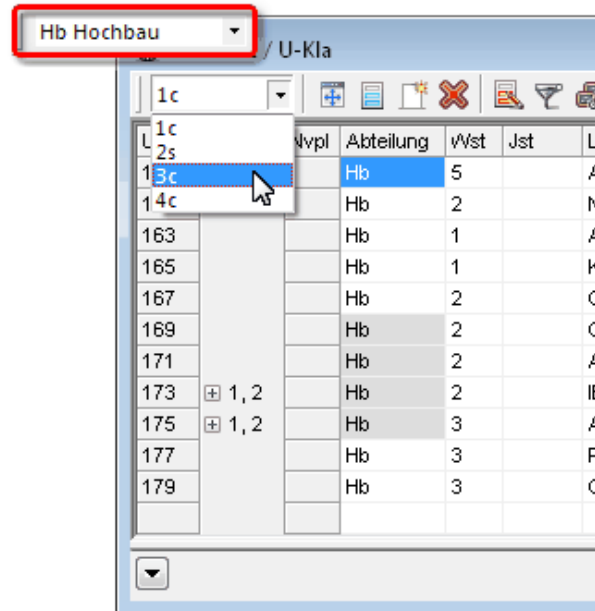 Hb Hochbau
/ U-Kla
1c
1c
2s
3c
4c
Nvpl Abteilung Wst Jst
Hb 5
Hb 2
163 Hb 1
165 Hb 1
167 Hb 2
169 Hb 2
171 Hb 2
173 1, 2 Hb 2
175 1, 2 Hb 3
177 Hb 3
179 Hb 3